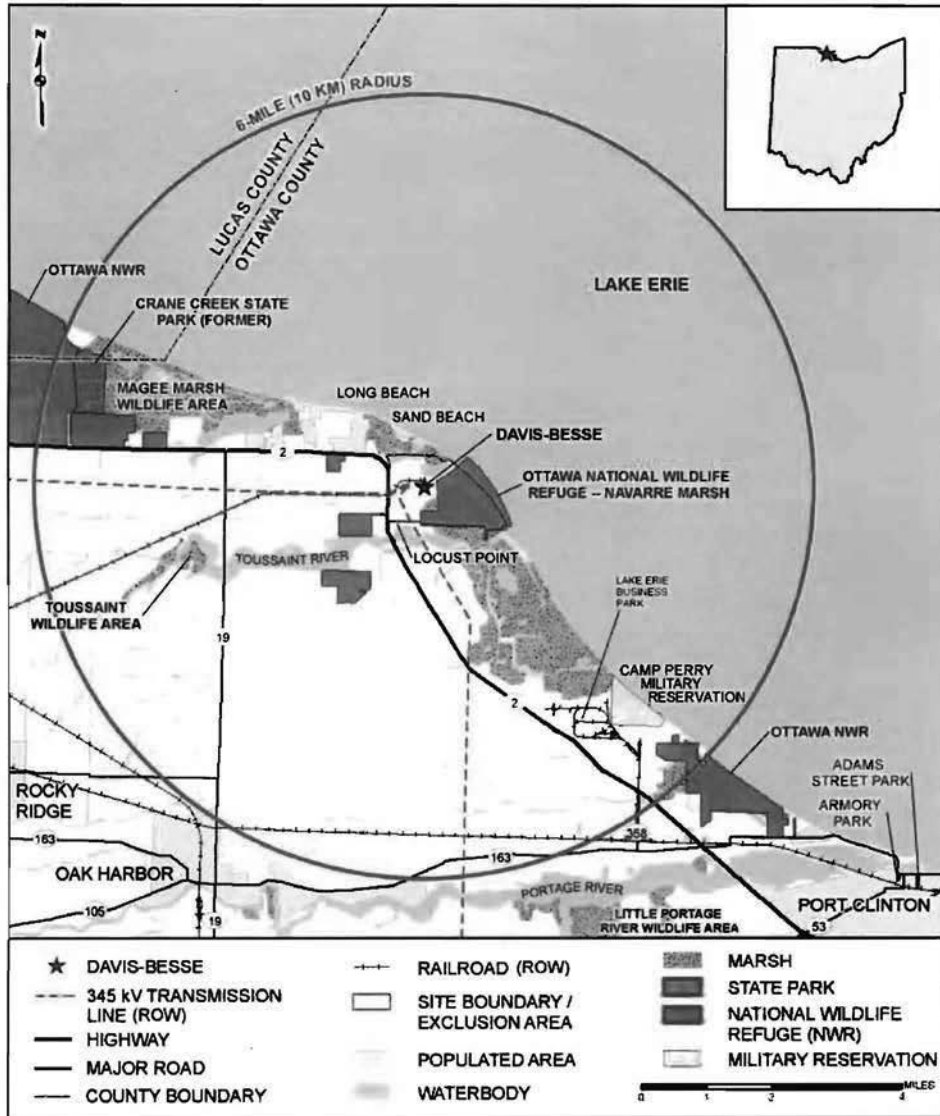 N
6-MILE (10 KM) RADIUS
LUCAS COUNTY
OTTAWA COUNTY
LAKE ERIE
OTTAWA NWR
CRANE CREEK STATE
PARK (FORMER)
MAGEE MARSH
WILDLIFE AREA
LONG BEACH
SAND BEACH
DAVIS-BESSE
2
OTTAWA NATIONAL WILDLIFE
REFUGE -- NAVARRE MARSH
TOUSSAINT RIVER
LOCUST POINT
LAKE ERIE
BUSINESS
PARK
TOUSSAINT
WILDLIFE AREA
19
CAMP PERRY
MILITARY
RESERVATION
2
OTTAWA NWR
ADAMS
STREET PARK
ARMORY
PARK
ROCKY
RIDGE
163
358
163
OAK HARBOR
PORTAGE RIVER
PORT CLINTON
105
19
LITTLE PORTAGE
RIVER WILDLIFE AREA
53
DAVIS-BESSE
345 kV TRANSMISSION
LINE (ROW)
HIGHWAY
MAJOR ROAD
COUNTY BOUNDARY
RAILROAD (ROW)
SITE BOUNDARY /
EXCLUSION AREA
POPULATED AREA
WATERBODY
MARSH
STATE PARK
NATIONAL WILDLIFE
REFUGE (NWR)
MILITARY RESERVATION
MILES
0 1 2 4